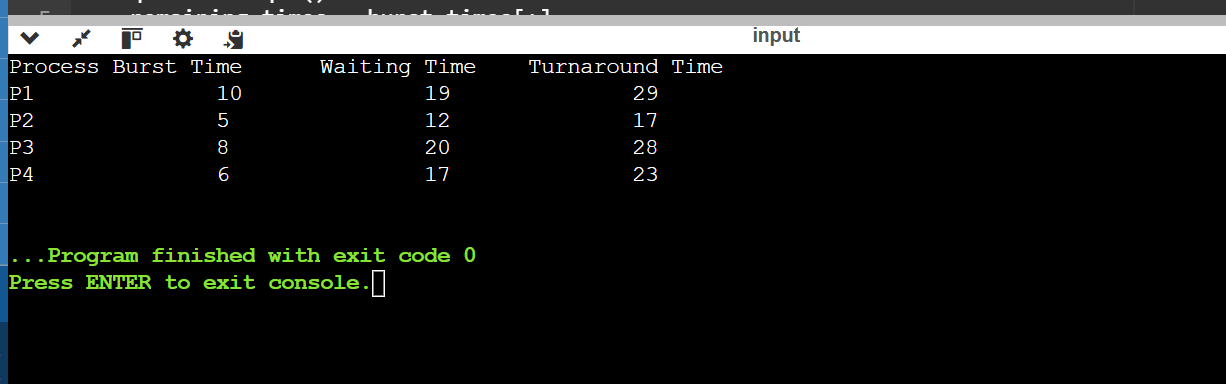 input
Process Burst Time Waiting Time Turnaround Time
P1 10 19 29
P2 5 12 17
P3 8 20 28
P4 6 17 23
...Program finished with exit code 0
Press ENTER to exit console.